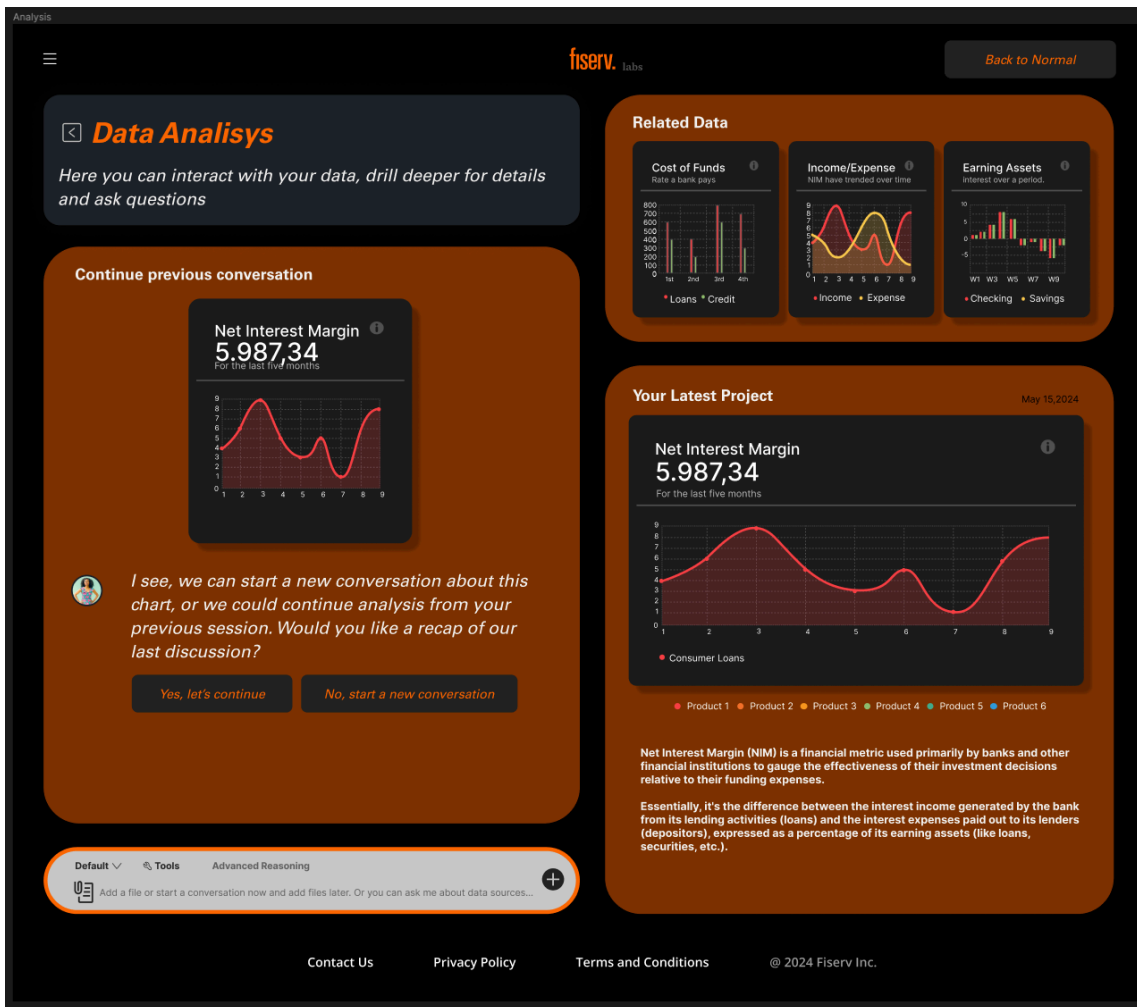 Analysis
fiserv. labs
Back to Normal
Data Analisys
Here you can interact with your data, drill deeper for details
and ask questions
Continue previous conversation
Net Interest Margin
5.987,34
For the last five months
9
8
7
6
5
4
3
2
1
0
1 2 3 4 5 6 7 8 9
I see, we can start a new conversation about this
chart, or we could continue analysis from your
previous session. Would you like a recap of our
last discussion?
Yes, let's continue
No, start a new conversation
Default
Tools
Advanced Reasoning
Add a file or start a conversation now and add files later. Or you can ask me about data sources...
Related Data
Cost of Funds
Rate a bank pays
800
700
600
500
400
300
200
100
0
1st 2nd 3rd 4th
Loans Credit
Income/Expense
NIM have trended over time
9
8
7
6
5
4
3
2
1
0
1 2 3 4 5 6 7 8 9
Income Expense
Earning Assets
Interest over a period.
10
5
0
-5
W1 W3 W5 W7 W9
Checking Savings
Your Latest Project
May 15,2024
Net Interest Margin
5.987,34
For the last five months
9
8
7
6
5
4
3
2
1
0
1 2 3 4 5 6 7 8 9
Consumer Loans
Product 1 Product 2 Product 3 Product 4 Product 5 Product 6
Net Interest Margin (NIM) is a financial metric used primarily by banks and other
financial institutions to gauge the effectiveness of their investment decisions
relative to their funding expenses.
Essentially, it's the difference between the interest income generated by the bank
from its lending activities (loans) and the interest expenses paid out to its lenders
(depositors), expressed as a percentage of its earning assets (like loans,
securities, etc.).
Contact Us
Privacy Policy
Terms and Conditions
@ 2024 Fiserv Inc.